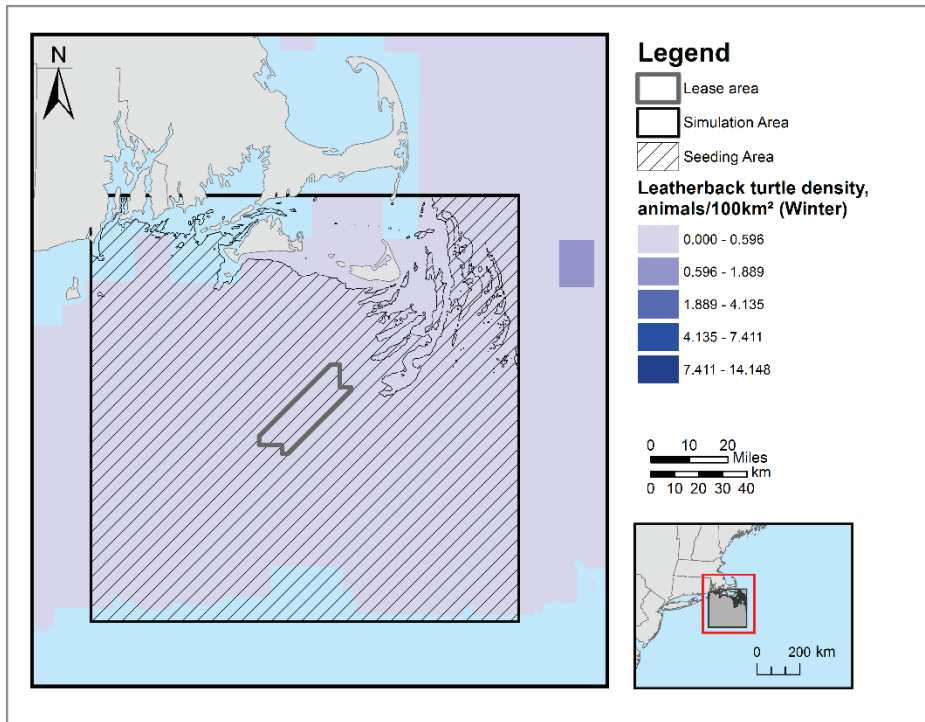 N
Legend
Lease area
Simulation Area
Seeding Area
Leatherback turtle density,
animals/100km² (Winter)
0.000 - 0.596
0.596 - 1.889
1.889 - 4.135
4.135 - 7.411
7.411 - 14.148
0 10 20
Miles
km
0 10 20 30 40
0 200 km